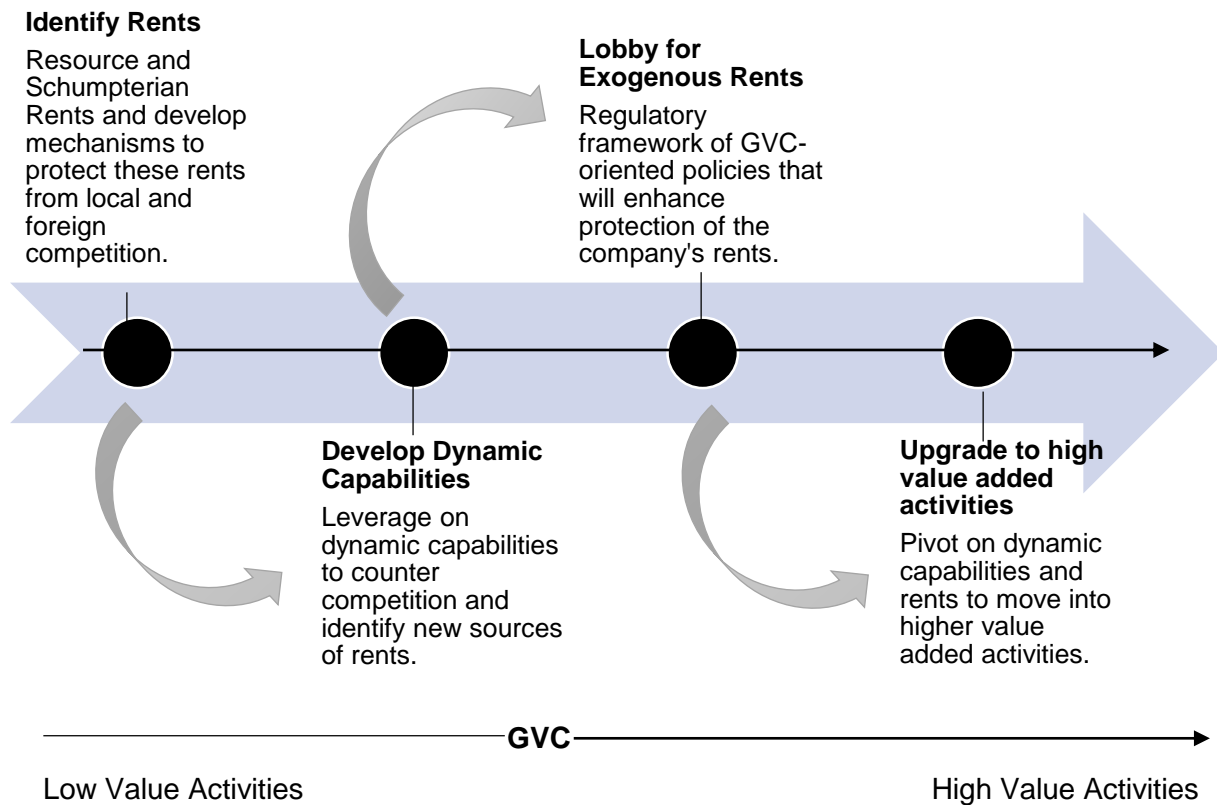 Identify Rents
Resource and
Schumpterian
Rents and develop
mechanisms to
protect these rents
from local and
foreign
competition.
Develop Dynamic
Capabilities
Leverage on
dynamic capabilities
to counter
competition and
identify new sources
of rents.
Lobby for
Exogenous Rents
Regulatory
framework of GVC-
oriented policies that
will enhance
protection of the
company's rents.
Upgrade to high
value added
activities
Pivot on dynamic
capabilities and
rents to move into
higher value
added activities.
GVC
Low Value Activities
High Value Activities